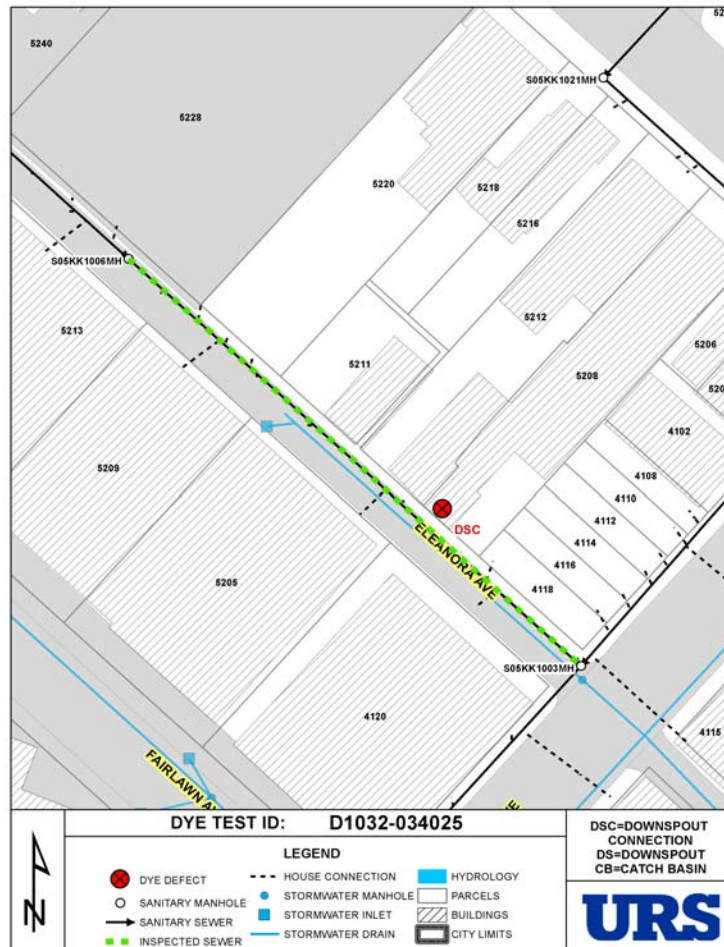 5240
52
S05KK1021MH
5228
5220
5218
5216
S05KK1006MH
5212
5206
5213
5211
5208
520
4102
4108
4110
5209
4112
4114
DSC
4116
ELEANORA AVE
4118
5205
S05KK1003MH
4120
4115
FAIRLAWN AV
E
DYE TEST ID: D1032-034025
LEGEND
DYE DEFECT
SANITARY MANHOLE
SANITARY SEWER
INSPECTED SEWER
HOUSE CONNECTION
STORMWATER MANHOLE
STORMWATER INLET
STORMWATER DRAIN
HYDROLOGY
PARCELS
BUILDINGS
CITY LIMITS
DSC=DOWNSPOUT
CONNECTION
DS=DOWNSPOUT
CB=CATCH BASIN
N
URS